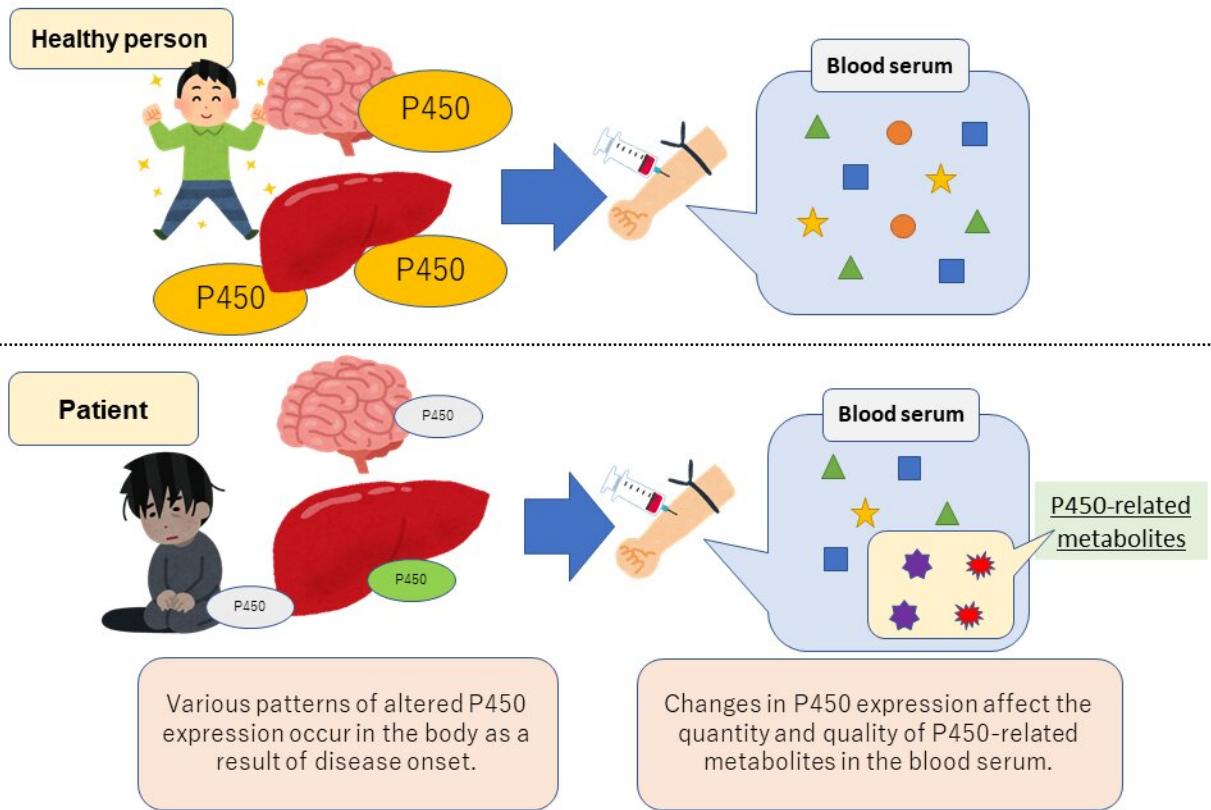 Healthy person
P450
P450
P450
Blood serum
Patient
P450
P450
P450
Blood serum
P450-related
metabolites
Various patterns of altered P450
expression occur in the body as a
result of disease onset.
Changes in P450 expression affect the
quantity and quality of P450-related
metabolites in the blood serum.